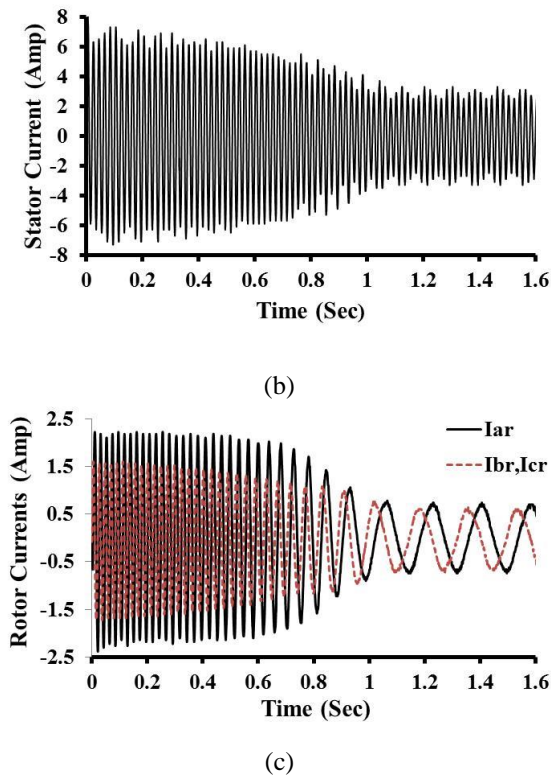 8
6
4
2
0
-2
-4
-6
-8
Stator Current (Amp)
0 0.2 0.4 0.6 0.8 1 1.2 1.4 1.6
Time (Sec)
(b)
2.5
1.5
0.5
-0.5
-1.5
-2.5
Rotor Currents (Amp)
Iar
Ibr,Icr
0 0.2 0.4 0.6 0.8 1 1.2 1.4 1.6
Time (Sec)
(c)